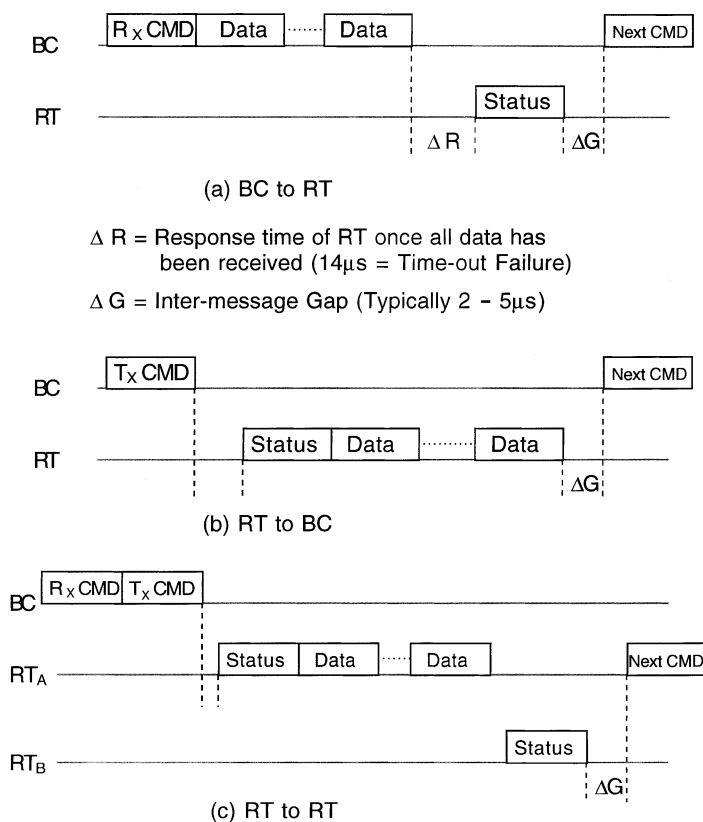 BC RX CMD Data Data Next CMD
RT Status
Δ R ΔG
(a) BC to RT
Δ R = Response time of RT once all data has
been received (14μs = Time-out Failure)
Δ G = Inter-message Gap (Typically 2 – 5μs)
BC TX CMD Next CMD
RT Status Data Data
ΔG
(b) RT to BC
BC RX CMD TX CMD
RTA Status Data Data Next CMD
RTB Status
ΔG
(c) RT to RT